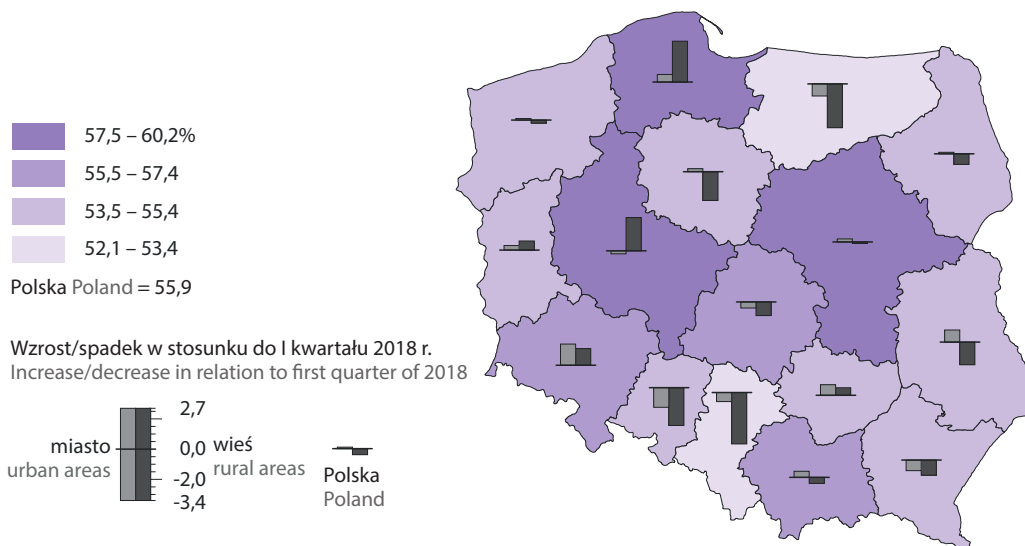 57,5 – 60,2%
55,5 – 57,4
53,5 – 55,4
52,1 – 53,4
Polska Poland = 55,9
Wzrost/spadek w stosunku do I kwartału 2018 r.
Increase/decrease in relation to first quarter of 2018
2,7
miasto 0,0 wieś
urban areas rural areas
-2,0
-3,4
Polska
Poland